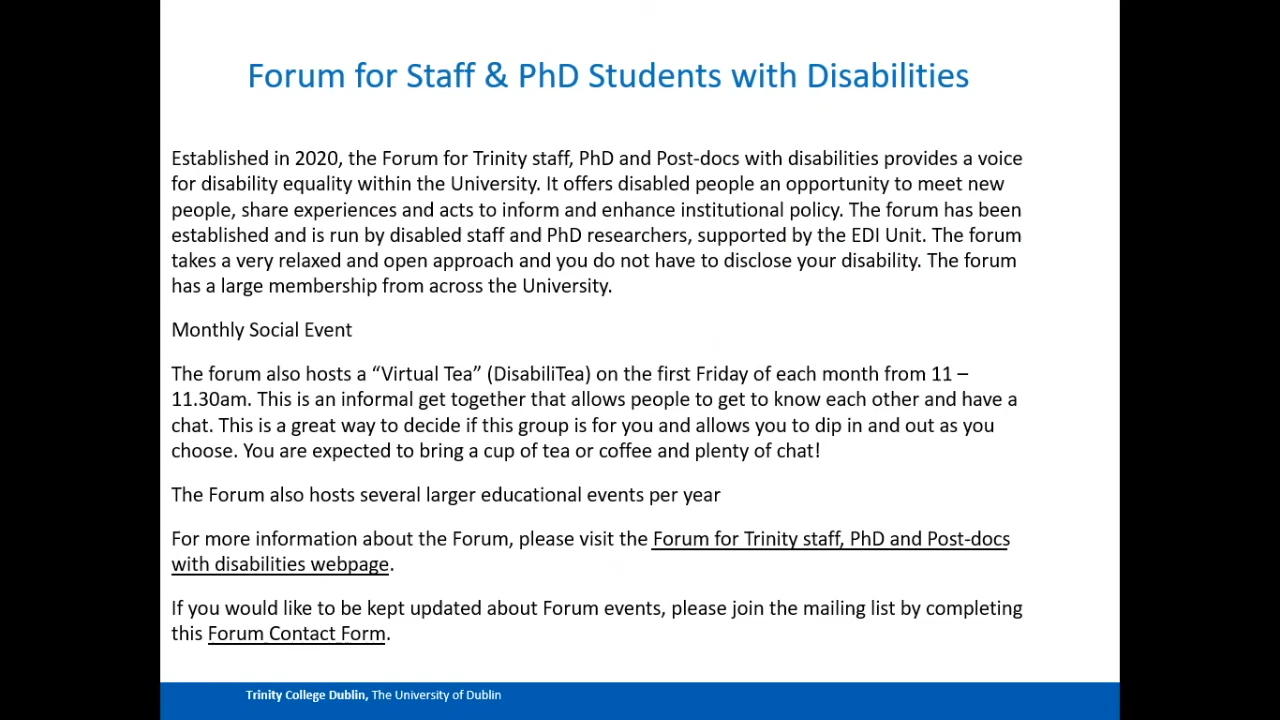 Forum for Staff & PhD Students with Disabilities
Established in 2020, the Forum for Trinity staff, PhD and Post-docs with disabilities provides a voice
for disability equality within the University. It offers disabled people an opportunity to meet new
people, share experiences and acts to inform and enhance institutional policy. The forum has been
established and is run by disabled staff and PhD researchers, supported by the EDI Unit. The forum
takes a very relaxed and open approach and you do not have to disclose your disability. The forum
has a large membership from across the University.
Monthly Social Event
The forum also hosts a “Virtual Tea” (DisabiliTea) on the first Friday of each month from 11 –
11.30am. This is an informal get together that allows people to get to know each other and have a
chat. This is a great way to decide if this group is for you and allows you to dip in and out as you
choose. You are expected to bring a cup of tea or coffee and plenty of chat!
The Forum also hosts several larger educational events per year
For more information about the Forum, please visit the Forum for Trinity staff, PhD and Post-docs
with disabilities webpage.
If you would like to be kept updated about Forum events, please join the mailing list by completing
this Forum Contact Form.
Trinity College Dublin, The University of Dublin